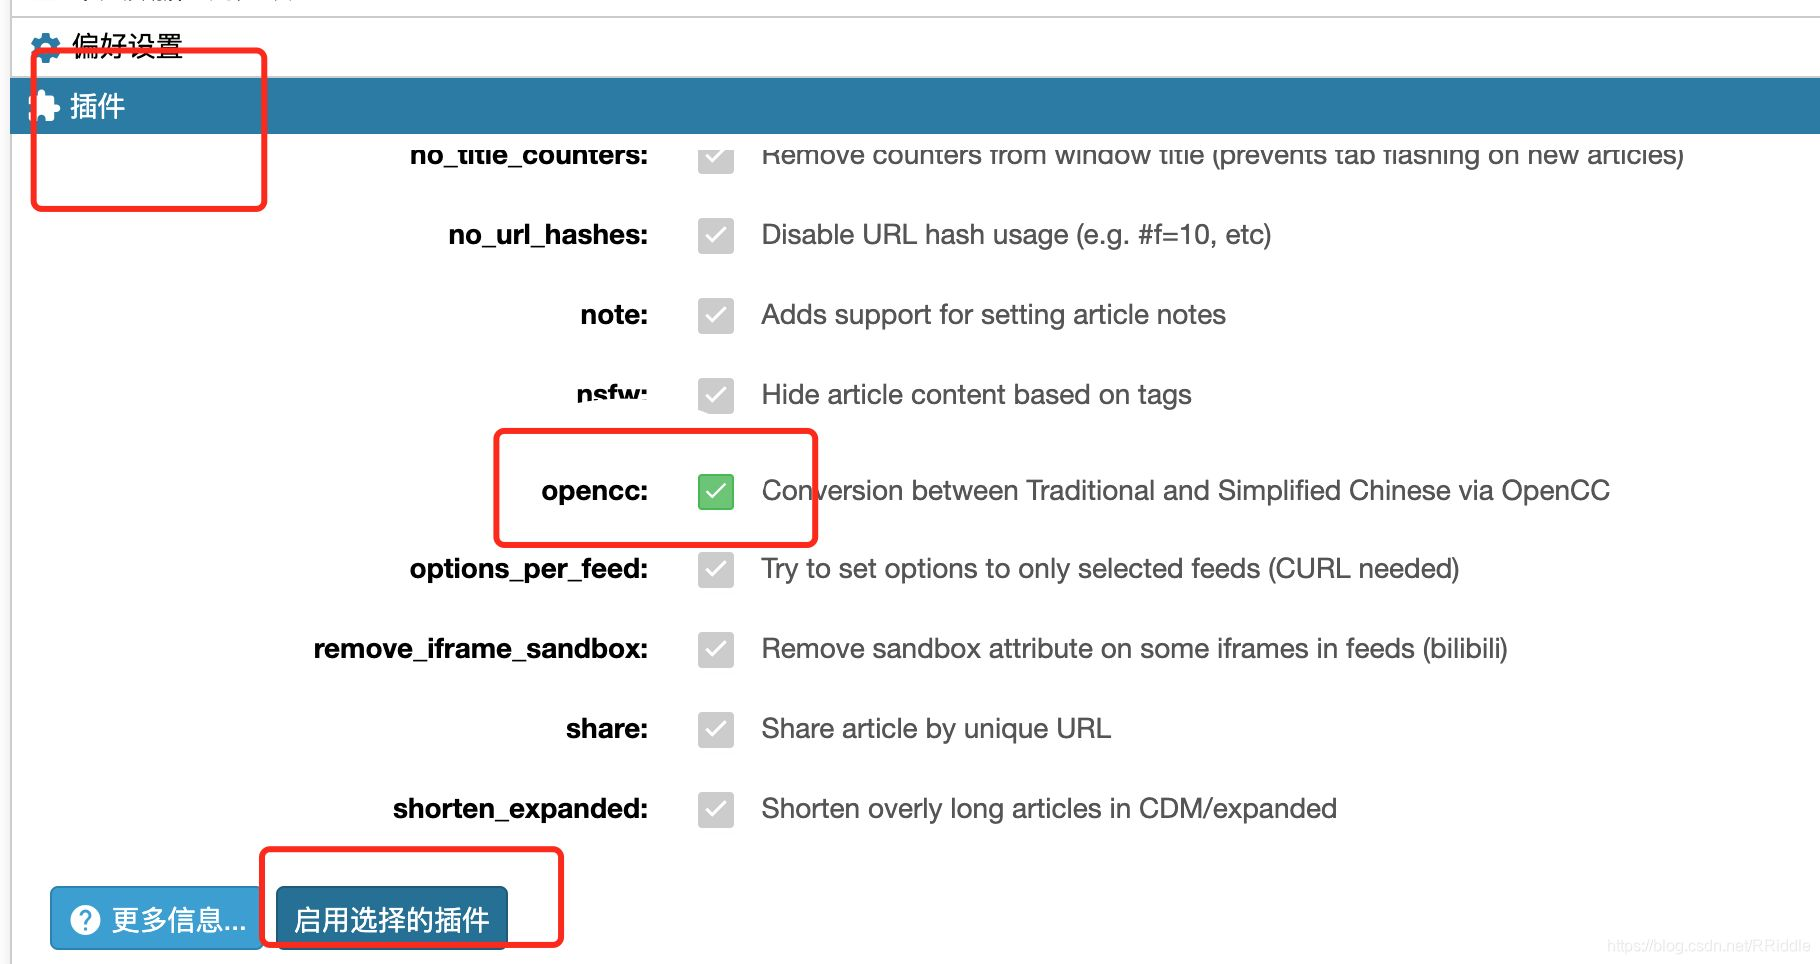 偏好设置
插件
no_title_counters: Remove counters from window title (prevents tab flashing on new articles)
no_url_hashes: Disable URL hash usage (e.g. #f=10, etc)
note: Adds support for setting article notes
nsfw: Hide article content based on tags
opencc: Conversion between Traditional and Simplified Chinese via OpenCC
options_per_feed: Try to set options to only selected feeds (CURL needed)
remove_iframe_sandbox: Remove sandbox attribute on some iframes in feeds (bilibili)
share: Share article by unique URL
shorten_expanded: Shorten overly long articles in CDM/expanded
更多信息... 启用选择的插件
https://blog.csdn.net/RRiddle